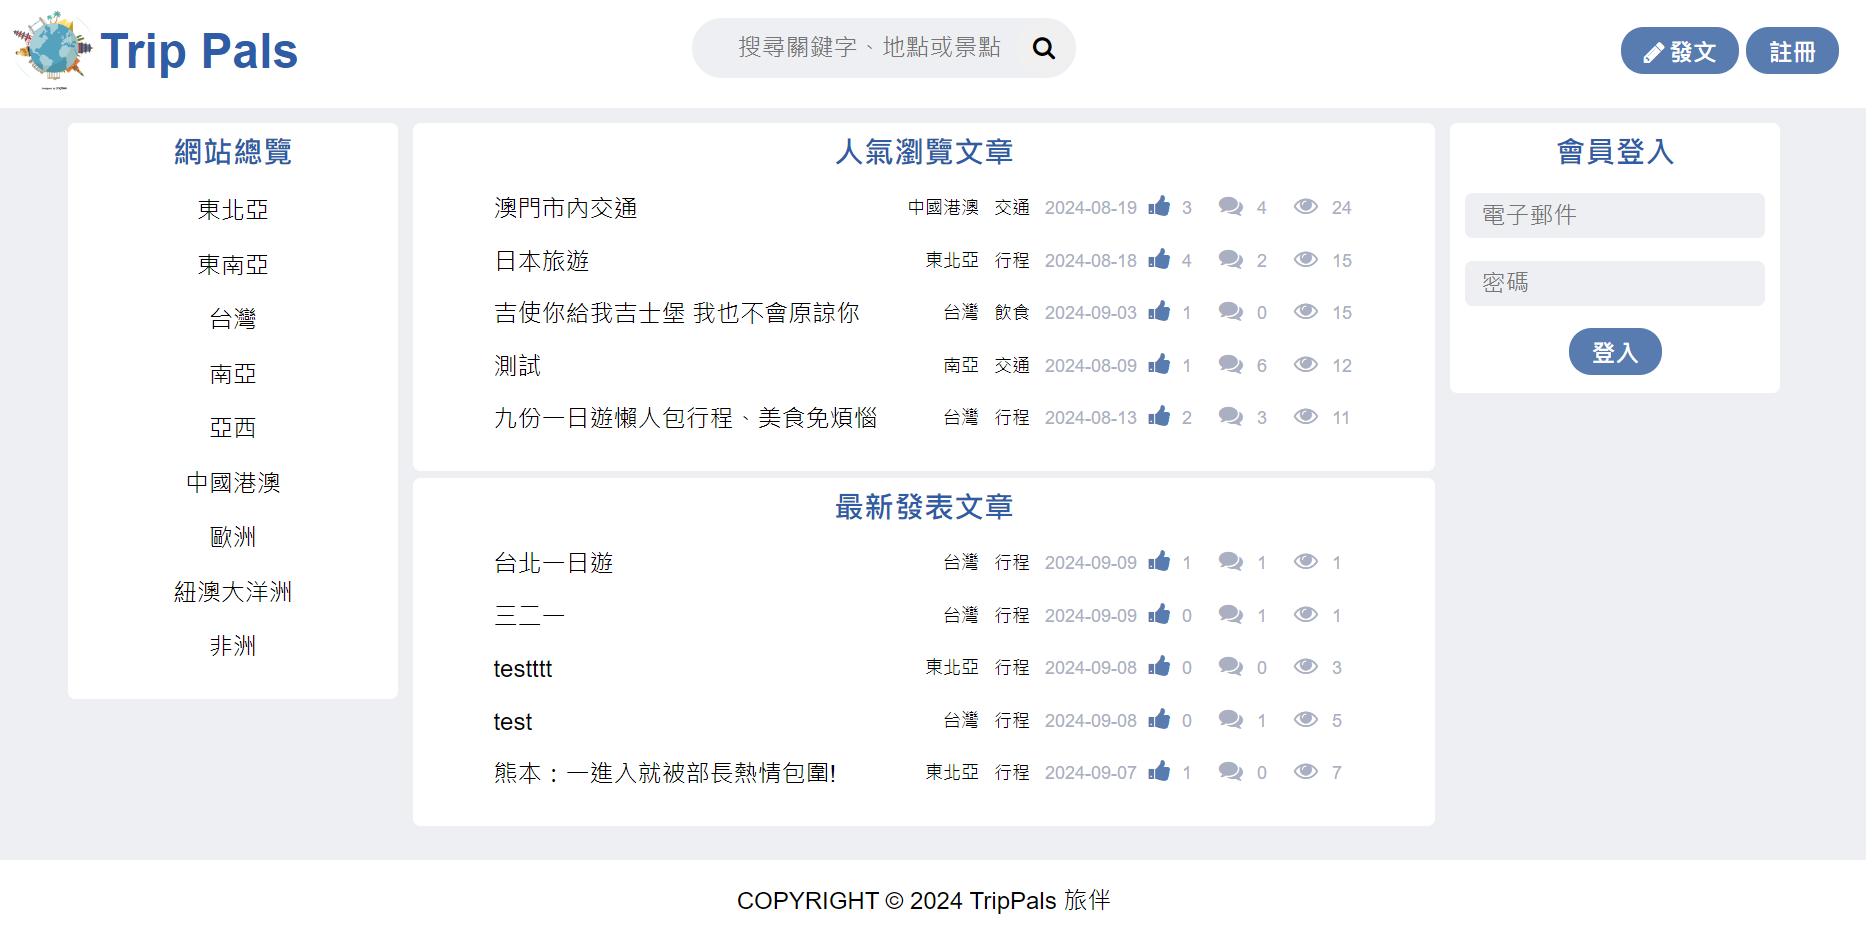 Trip Pals
搜尋關鍵字、地點或景點
發文
註冊
網站總覽
東北亞
東南亞
台灣
南亞
亞西
中國港澳
歐洲
紐澳大洋洲
非洲
人氣瀏覽文章
澳門市內交通 中國港澳 交通 2024-08-19 3 4 24
日本旅遊 東北亞 行程 2024-08-18 4 2 15
吉使你給我吉士堡 我也不會原諒你 台灣 飲食 2024-09-03 1 0 15
測試 南亞 交通 2024-08-09 1 6 12
九份一日遊懶人包行程、美食免煩惱 台灣 行程 2024-08-13 2 3 11
最新發表文章
台北一日遊 台灣 行程 2024-09-09 1 1 1
三二一 台灣 行程 2024-09-09 0 1 1
testttt 東北亞 行程 2024-09-08 0 0 3
test 台灣 行程 2024-09-08 0 1 5
熊本：一進入就被部長熱情包圍! 東北亞 行程 2024-09-07 1 0 7
會員登入
電子郵件
密碼
登入
COPYRIGHT © 2024 TripPals 旅伴